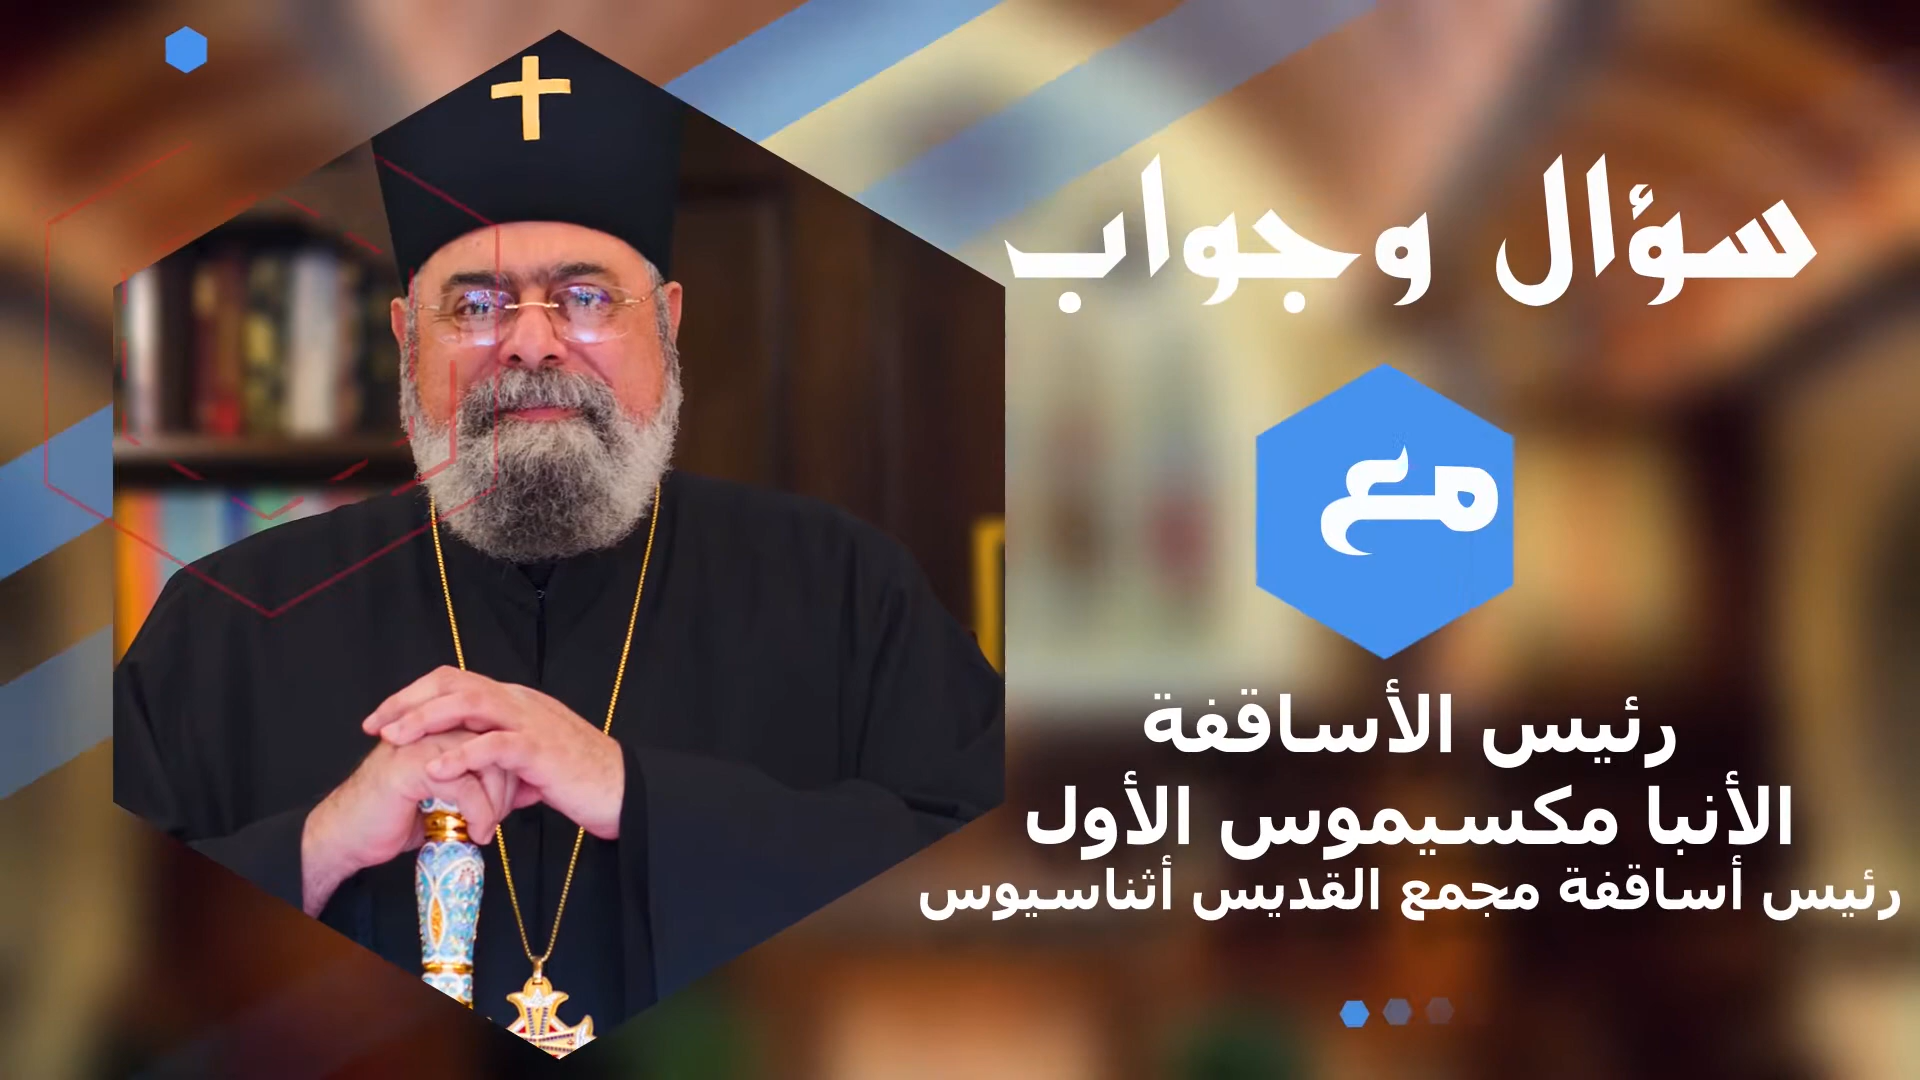 سؤال وجواب
مع
رئيس الأساقفة
الأنبا مكسيموس الأول
رئيس أساقفة مجمع القديس أثناسيوس